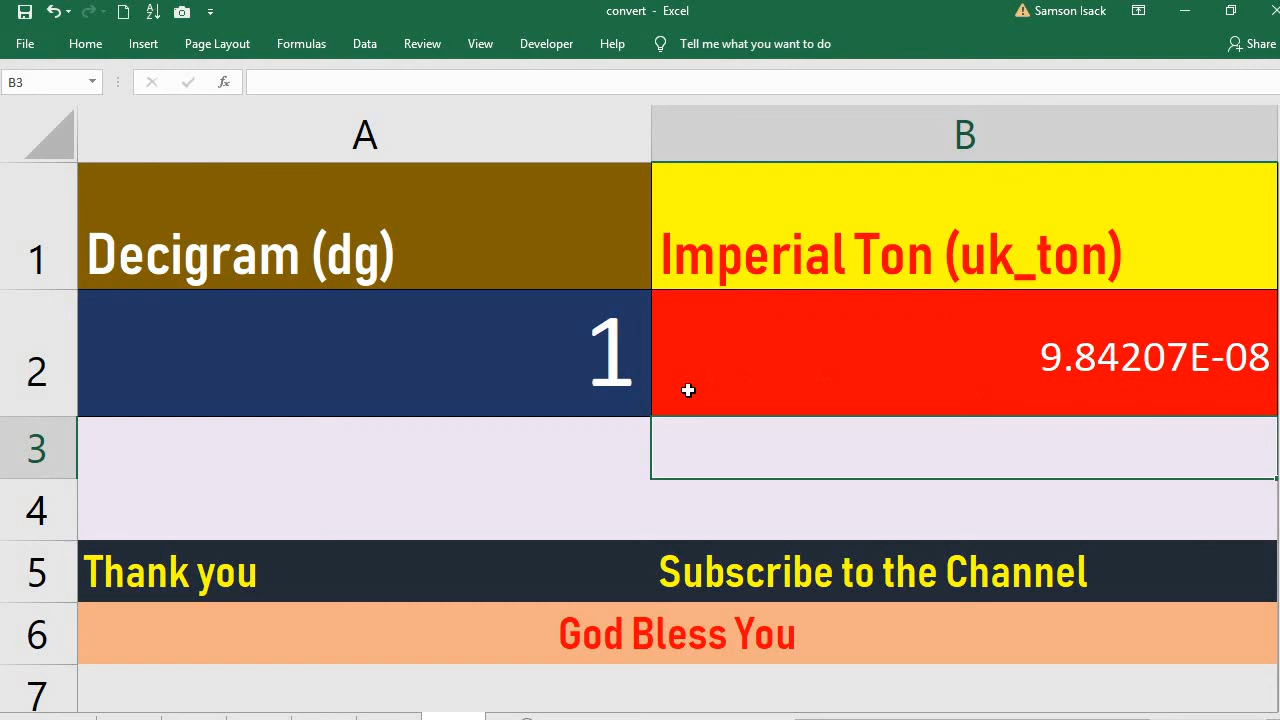 convert - Excel
Samson Isack
File Home Insert Page Layout Formulas Data Review View Developer Help Tell me what you want to do Share
B3 fx
A B
1 Decigram (dg) Imperial Ton (uk_ton)
2 1 9.84207E-08
3
4
5 Thank you Subscribe to the Channel
6 God Bless You
7